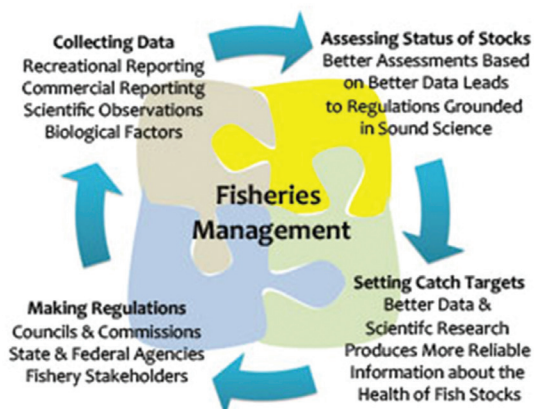 Collecting Data
Recreational Reporting
Commercial Reportintg
Scientific Observations
Biological Factors
Assessing Status of Stocks
Better Assessments Based
on Better Data Leads
to Regulations Grounded
in Sound Science
Fisheries
Management
Making Regulations
Councils & Commissions
State & Federal Agencies
Fishery Stakeholders
Setting Catch Targets
Better Data &
Scientifc Research
Produces More Reliable
Information about the
Health of Fish Stocks